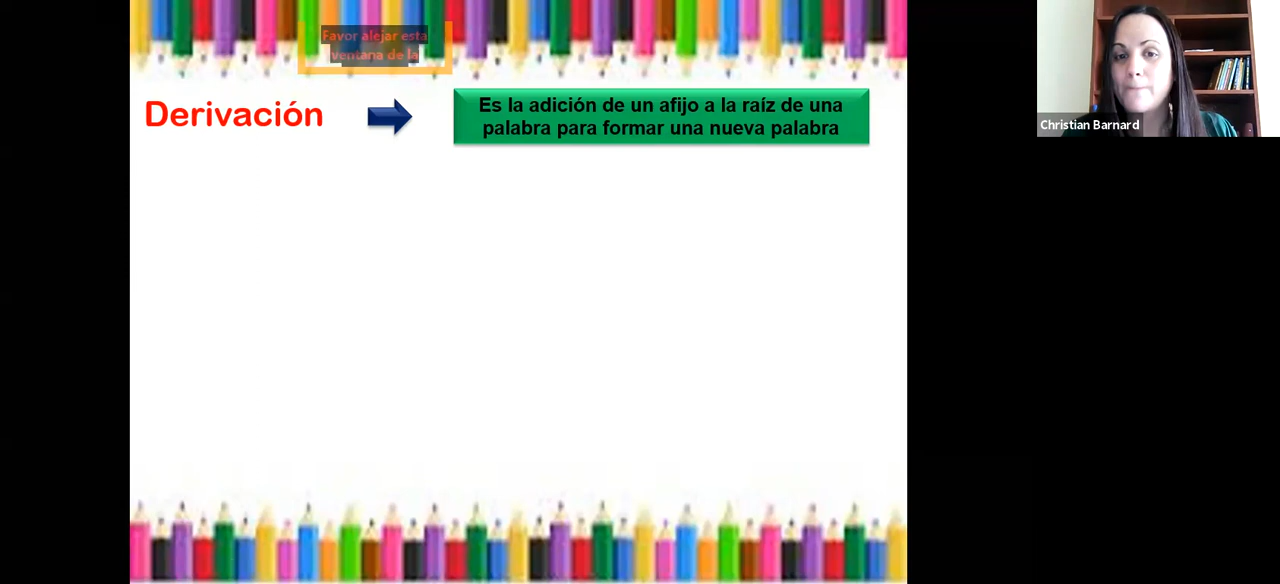 Favor alejar esta
ventana de la
Derivación
Es la adición de un afijo a la raíz de una
palabra para formar una nueva palabra
Christian Barnard